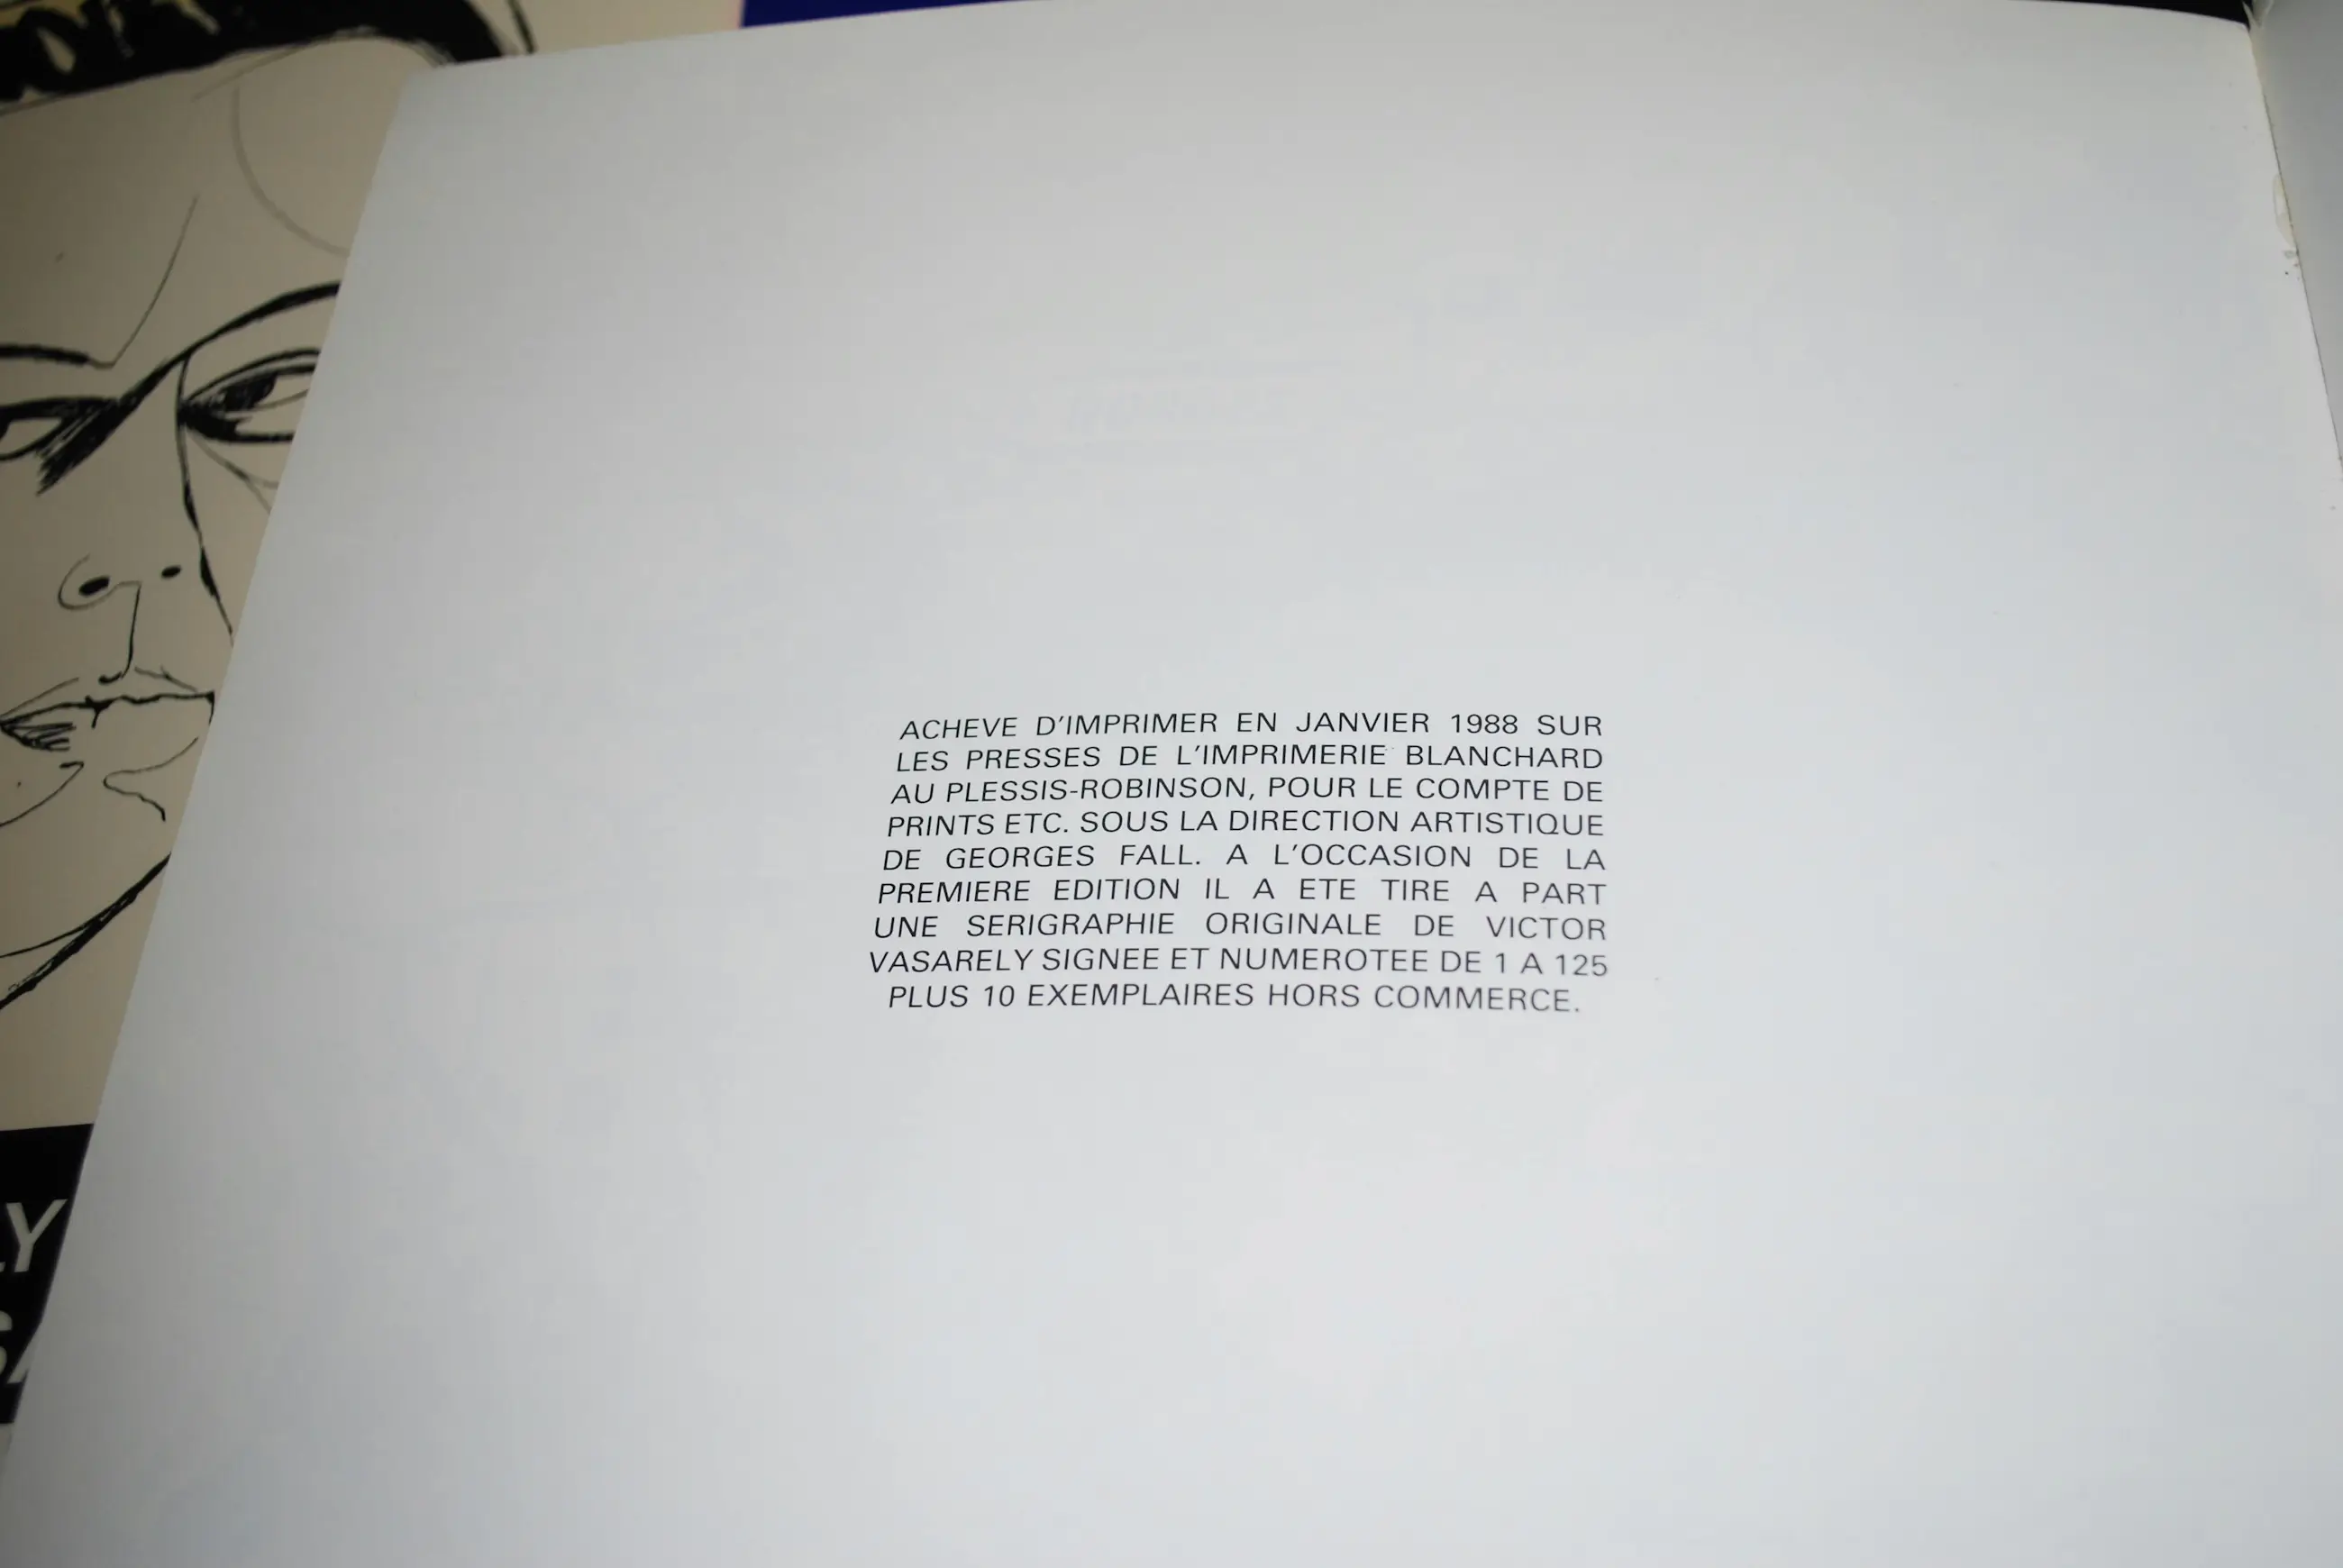 ACHEVE D'IMPRIMER EN JANVIER 1988 SUR
LES PRESSES DE L'IMPRIMERIE BLANCHARD
AU PLESSIS-ROBINSON, POUR LE COMPTE DE
PRINTS ETC. SOUS LA DIRECTION ARTISTIQUE
DE GEORGES FALL. A L'OCCASION DE LA
PREMIERE EDITION IL A ETE TIRE A PART
UNE SERIGRAPHIE ORIGINALE DE VICTOR
VASARELY SIGNEE ET NUMEROTEE DE 1 A 125
PLUS 10 EXEMPLAIRES HORS COMMERCE.